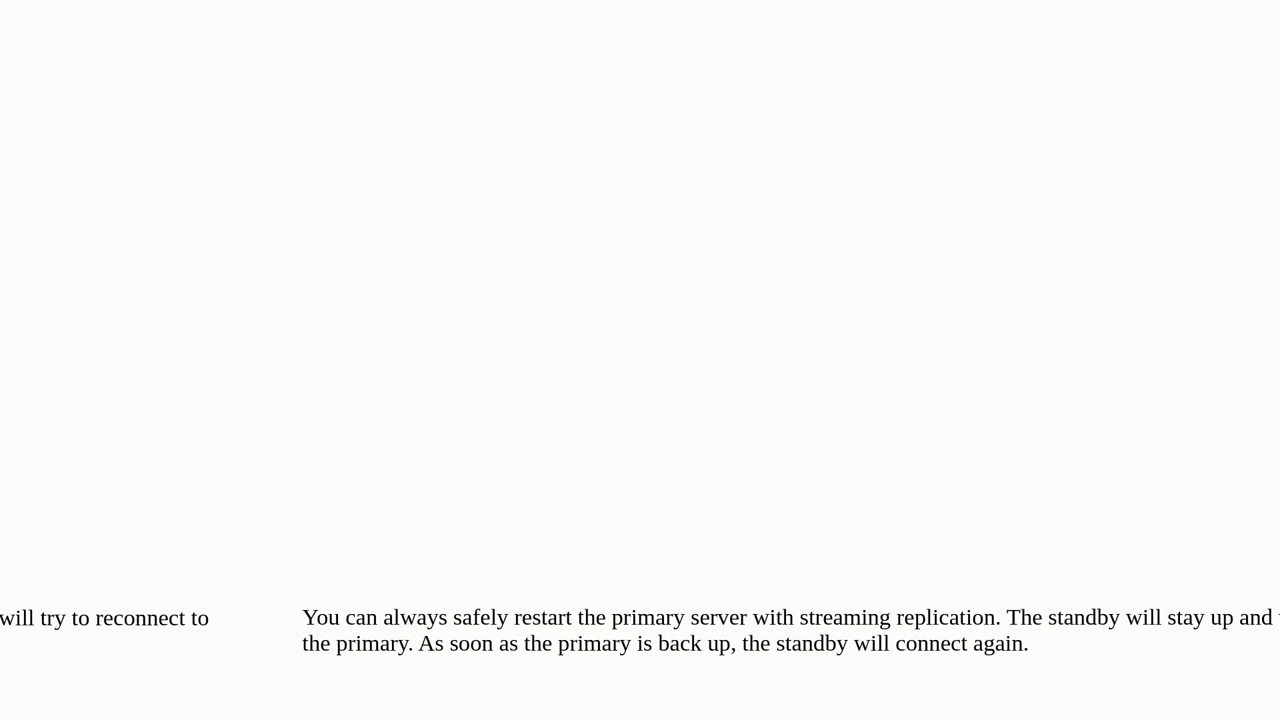 will try to reconnect to
You can always safely restart the primary server with streaming replication. The standby will stay up and
the primary. As soon as the primary is back up, the standby will connect again.